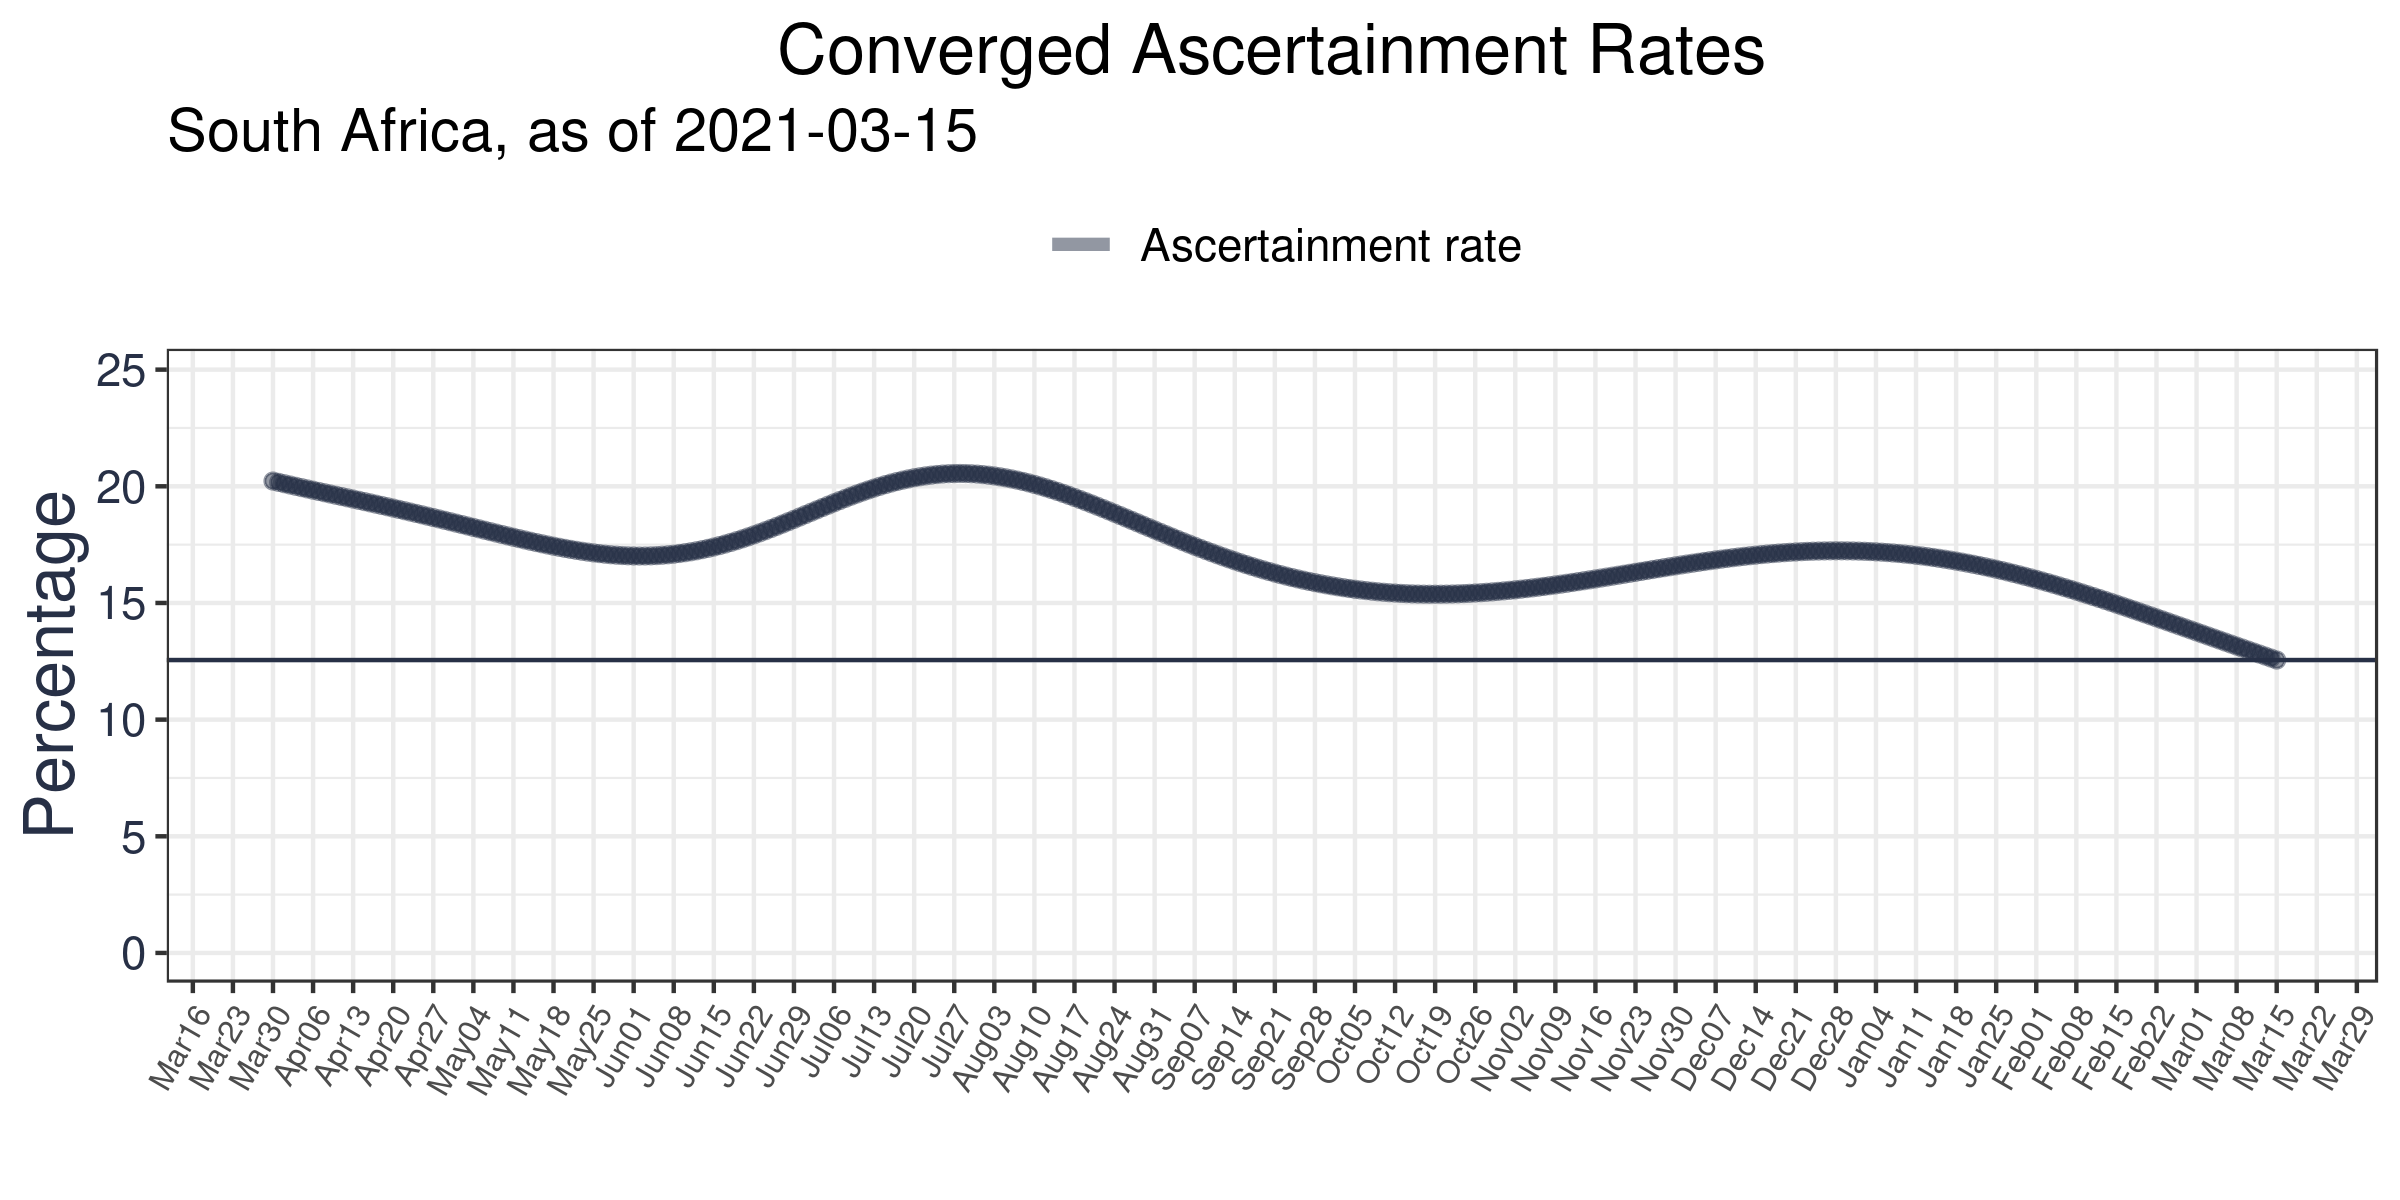 Converged Ascertainment Rates
South Africa, as of 2021-03-15
Ascertainment rate
Percentage
25
20
15
10
5
0
Mar16
Mar23
Mar30
Apr06
Apr13
Apr20
Apr27
May04
May11
May18
May25
Jun01
Jun08
Jun15
Jun22
Jun29
Jul06
Jul13
Jul20
Jul27
Aug03
Aug10
Aug17
Aug24
Aug31
Sep07
Sep14
Sep21
Sep28
Oct05
Oct12
Oct19
Oct26
Nov02
Nov09
Nov16
Nov23
Nov30
Dec07
Dec14
Dec21
Dec28
Jan04
Jan11
Jan18
Jan25
Feb01
Feb08
Feb15
Feb22
Mar01
Mar08
Mar15
Mar22
Mar29